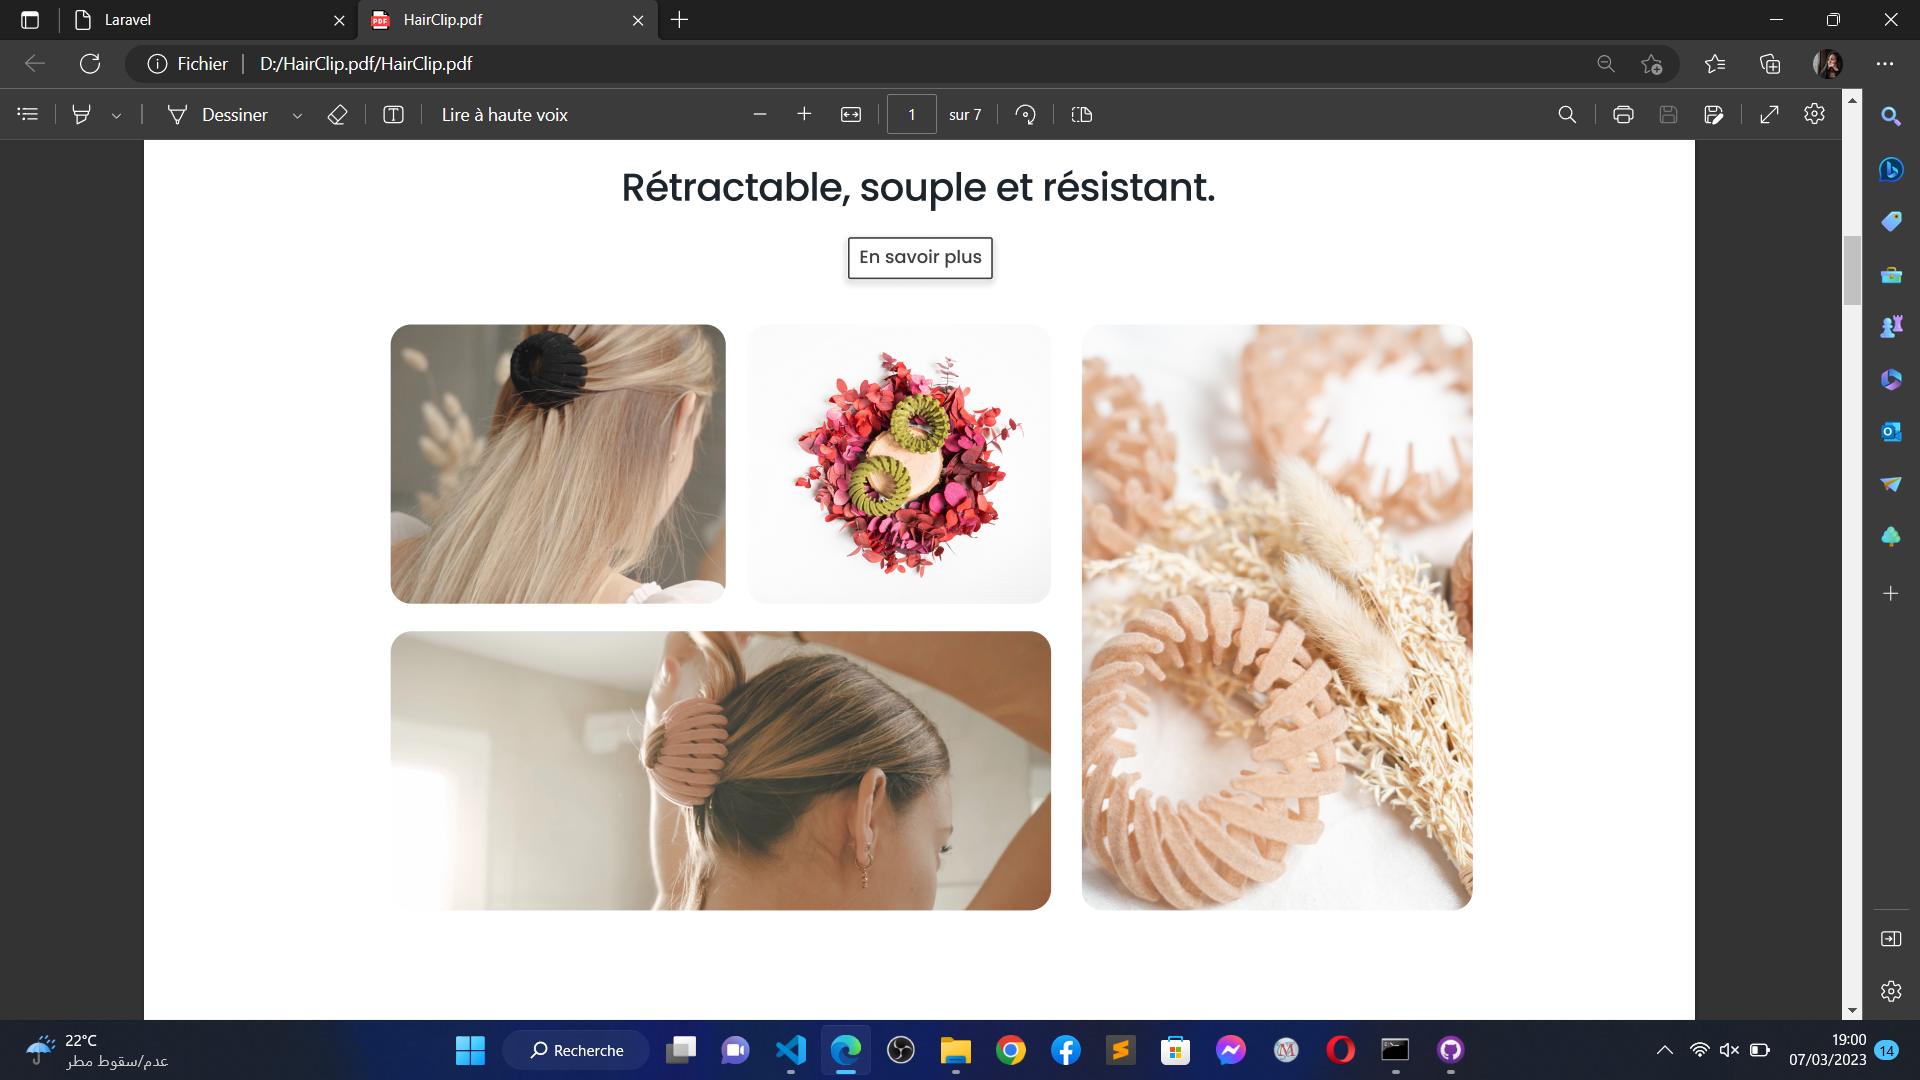 Laravel
HairClip.pdf
Fichier
D:/HairClip.pdf/HairClip.pdf
Dessiner
Lire à haute voix
1
sur 7
Rétractable, souple et résistant.
En savoir plus
22°C
عدم/سقوط مطر
Recherche
19:00
07/03/2023
14